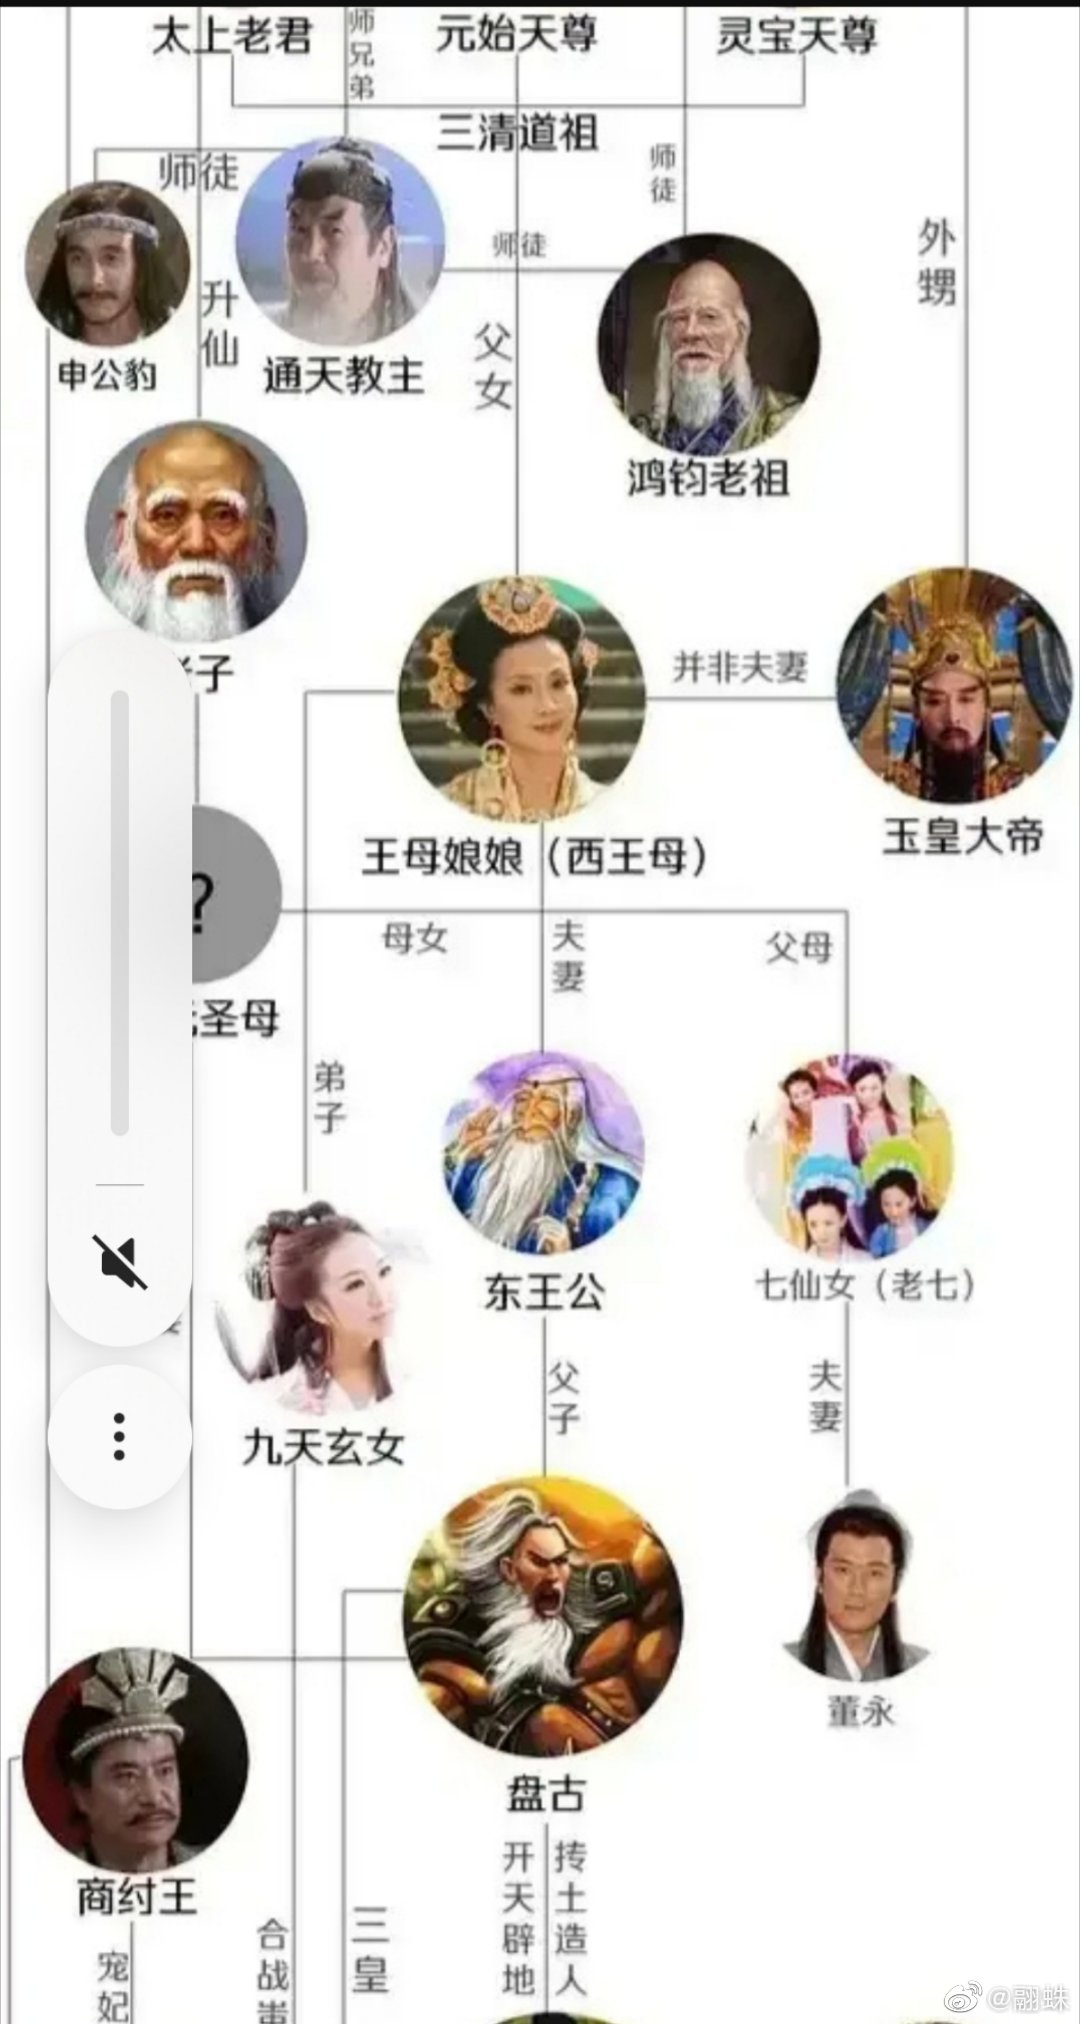 太上老君
师兄弟
元始天尊
灵宝天尊
三清道祖
师徒
师徒
师徒
外甥
升仙
父女
申公豹
通天教主
鸿钧老祖
子
并非夫妻
王母娘娘（西王母）
玉皇大帝
?
母女
夫妻
父母
圣母
弟子
东王公
七仙女（老七）
父子
夫妻
九天玄女
董永
盘古
商纣王
开天辟地
抟土造人
三皇
合战蚩
宠妃
@翮蛛